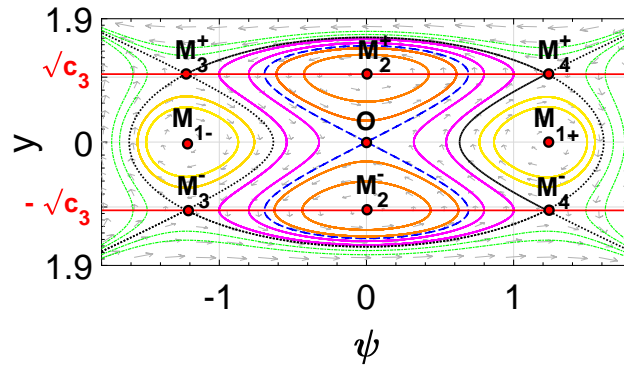 1.9
M₃⁺ M₂⁺ M₄⁺
√c₃
y 0 M₁₋ O M₁₊
M₃⁻ M₂⁻ M₄⁻
- √c₃
1.9
-1 0 1
ψ